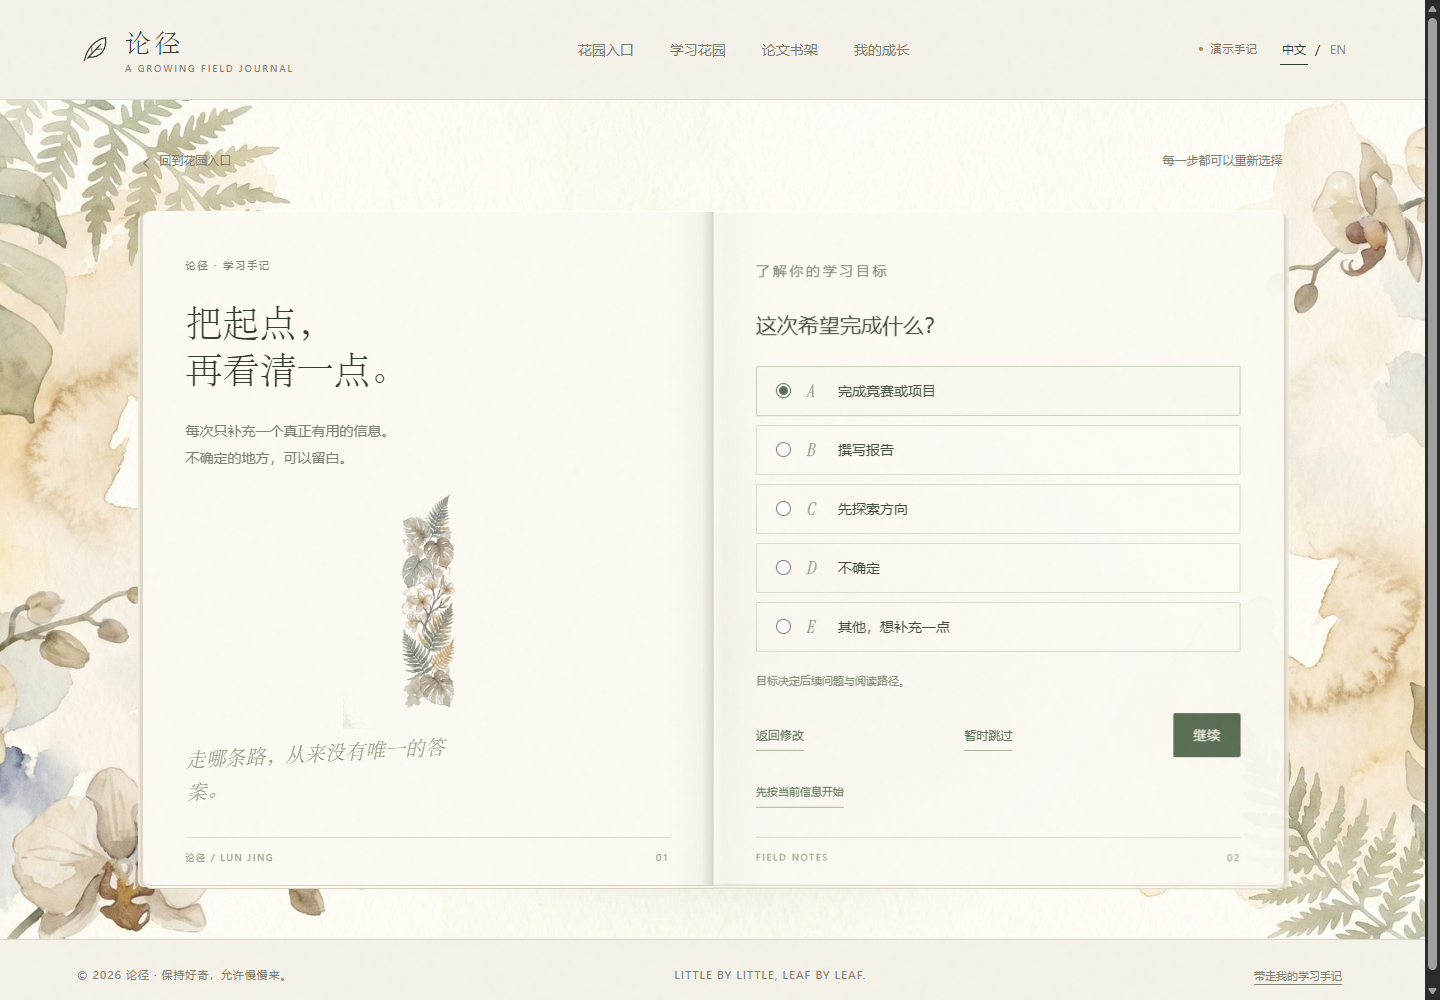 论径
A GROWING FIELD JOURNAL
花园入口 学习花园 论文书架 我的成长
演示手记 中文 / EN
回到花园入口
每一步都可以重新选择
论径 · 学习手记
把起点，
再看清一点。
每次只补充一个真正有用的信息。
不确定的地方，可以留白。
走哪条路，从来没有唯一的答
案。
论径 / LUN JING 01
了解你的学习目标
这次希望完成什么？
A 完成竞赛或项目
B 撰写报告
C 先探索方向
D 不确定
E 其他，想补充一点
目标决定后续问题与阅读路径。
返回修改 暂时跳过 继续
先按当前信息开始
FIELD NOTES 02
© 2026 论径 · 保持好奇，允许慢慢来。
LITTLE BY LITTLE, LEAF BY LEAF.
带走我的学习手记